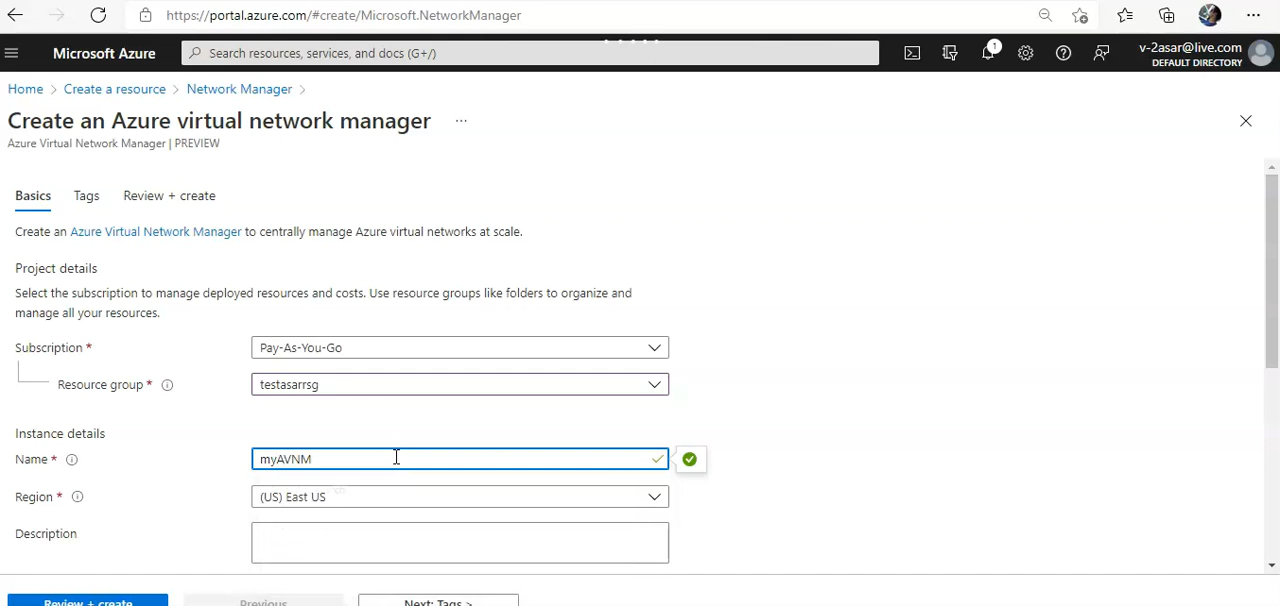 https://portal.azure.com/#create/Microsoft.NetworkManager
Microsoft Azure
Search resources, services, and docs (G+/)
1
v-2asar@live.com
DEFAULT DIRECTORY
Home > Create a resource > Network Manager >
Create an Azure virtual network manager ...
Azure Virtual Network Manager | PREVIEW
Basics Tags Review + create
Create an Azure Virtual Network Manager to centrally manage Azure virtual networks at scale.
Project details
Select the subscription to manage deployed resources and costs. Use resource groups like folders to organize and
manage all your resources.
Subscription *
Pay-As-You-Go
Resource group *
testasarrsg
Instance details
Name *
myAVNM
Region *
(US) East US
Description
Review + create
Previous
Next: Tags >